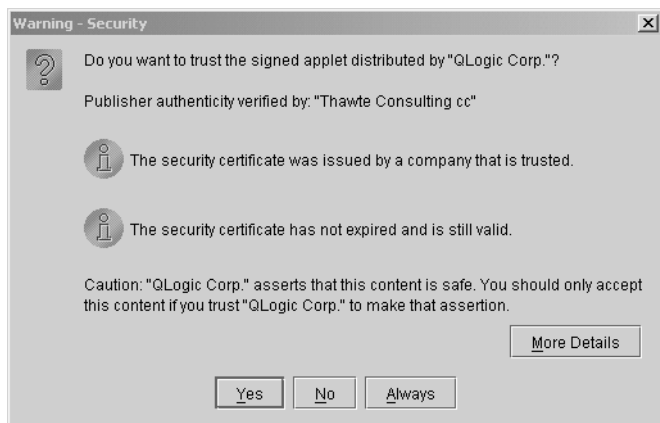 Warning - Security
Do you want to trust the signed applet distributed by "QLogic Corp."?
Publisher authenticity verified by: "Thawte Consulting cc"
The security certificate was issued by a company that is trusted.
The security certificate has not expired and is still valid.
Caution: "QLogic Corp." asserts that this content is safe. You should only accept
this content if you trust "QLogic Corp." to make that assertion.
More Details
Yes No Always